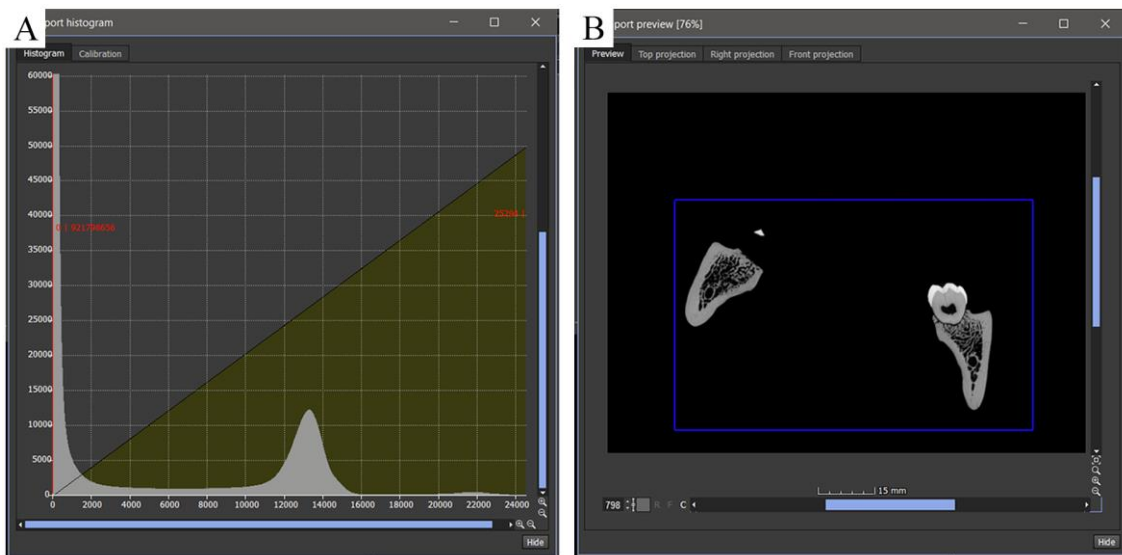 A
port histogram
Histogram Calibration
60000
55000
50000
45000
40000
35000
30000
25000
20000
15000
10000
5000
0
0 2000 4000 6000 8000 10000 12000 14000 16000 18000 20000 22000 24000
Hide
B
port preview [76%]
Preview Top projection Right projection Front projection
15 mm
798 R F C
Hide